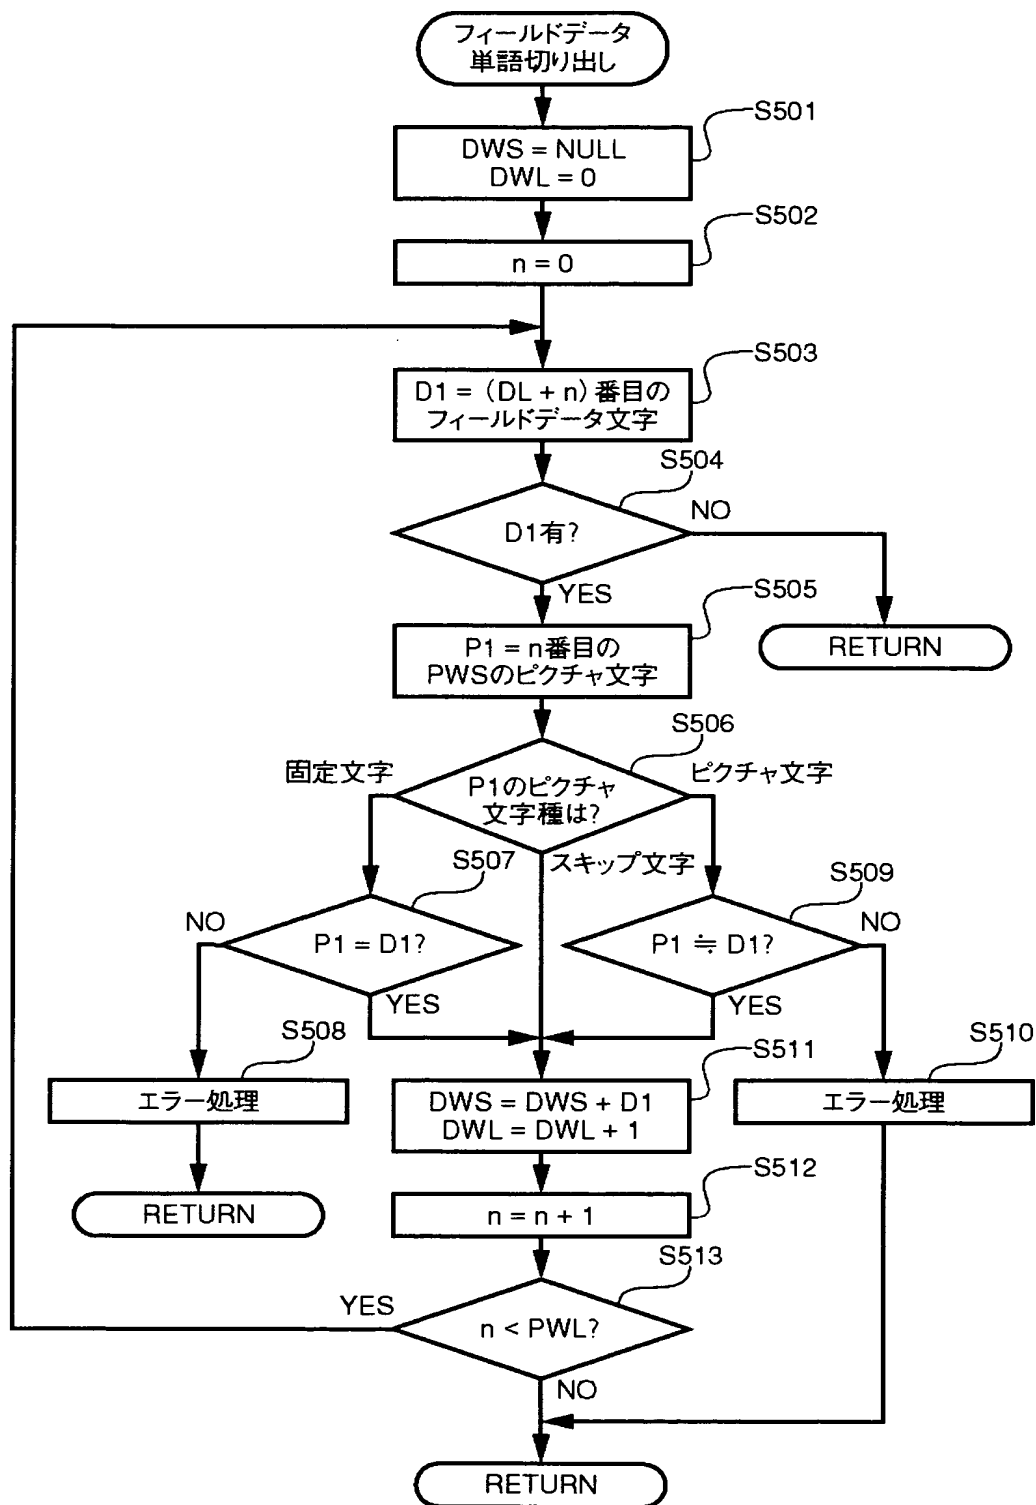 フィールドデータ
単語切り出し
S501
DWS = NULL
DWL = 0
S502
n = 0
S503
D1 = (DL + n) 番目の
フィールドデータ文字
S504
D1有?
NO
YES
S505
P1 = n番目の
PWSのピクチャ文字
RETURN
S506
固定文字
ピクチャ文字
P1のピクチャ
文字種は?
スキップ文字
S507
S509
NO
P1 = D1?
YES
P1 ≒ D1?
NO
YES
S508
エラー処理
S511
DWS = DWS + D1
DWL = DWL + 1
S510
エラー処理
RETURN
S512
n = n + 1
S513
YES
n < PWL?
NO
RETURN